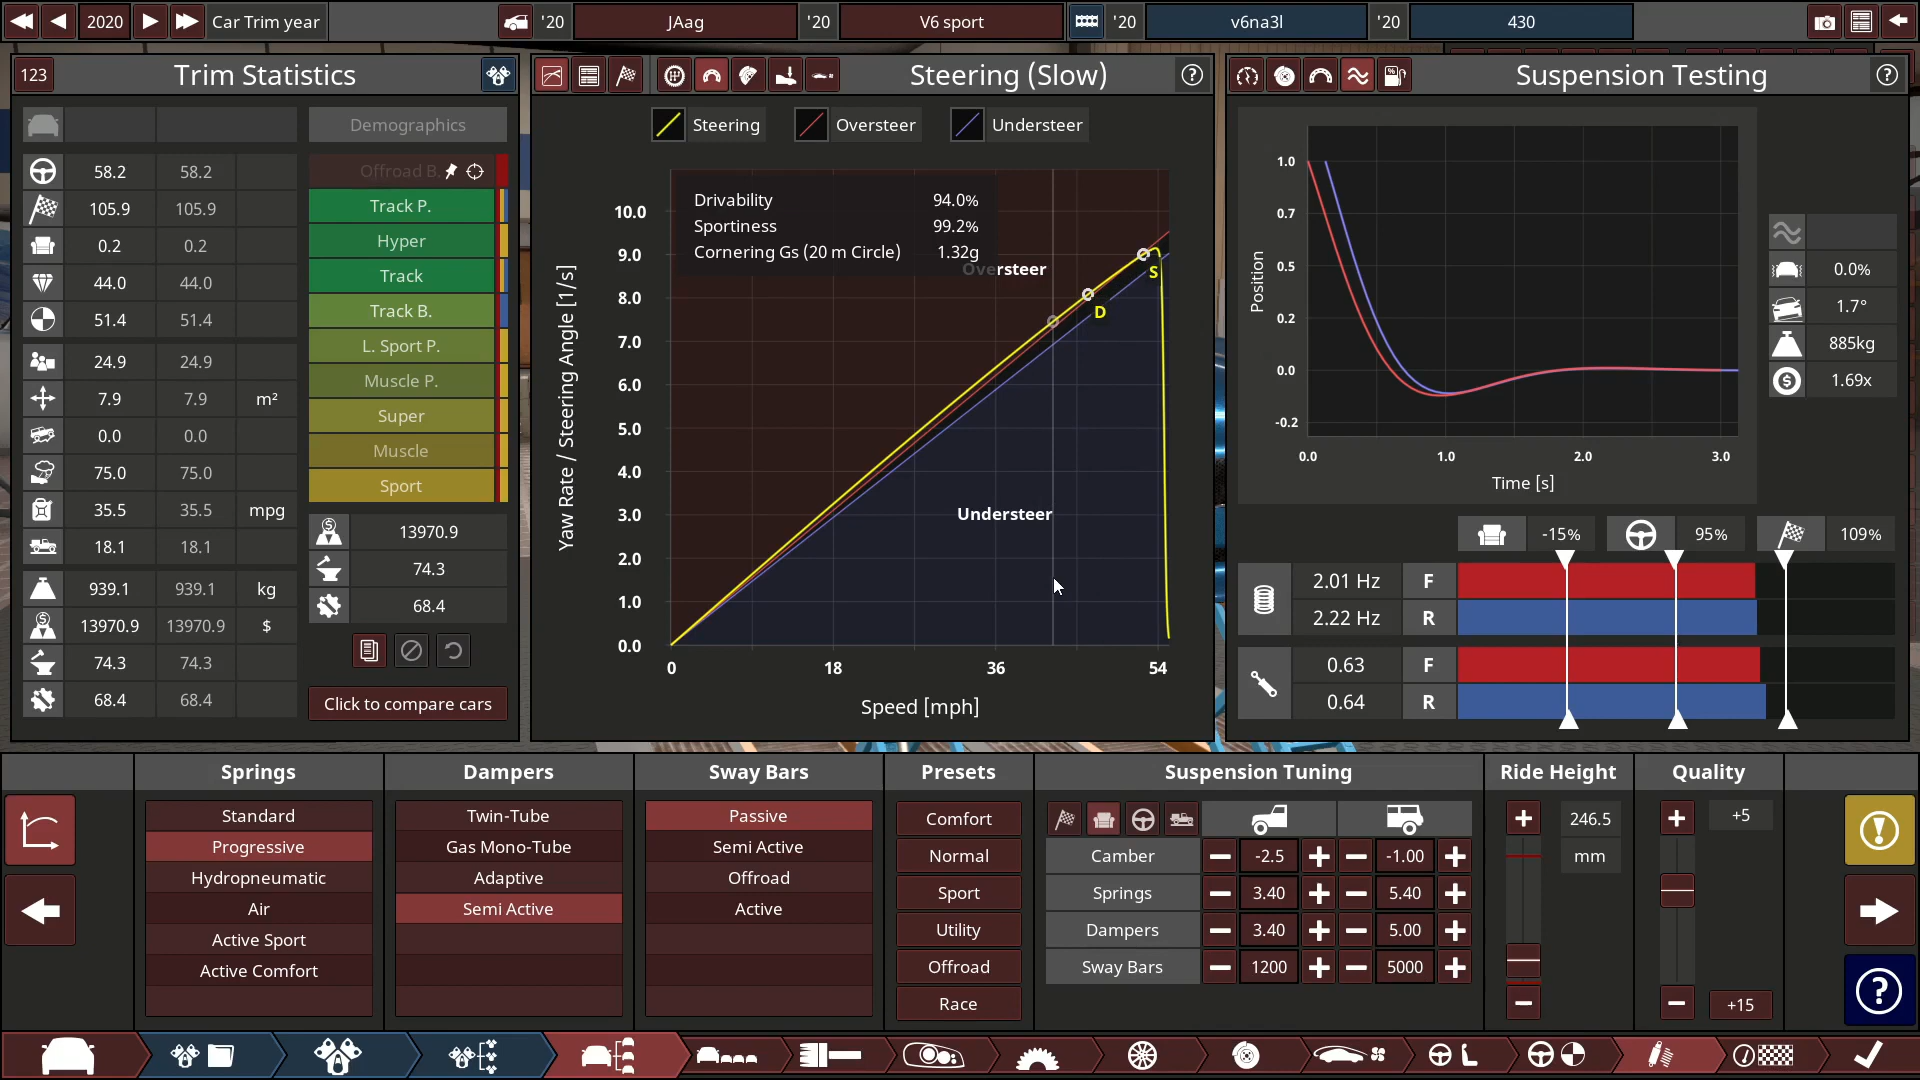 2020 Car Trim year '20 JAag '20 V6 sport '20 v6na3l '20 430
123 Trim Statistics
Demographics
58.2 58.2 Offroad B.
105.9 105.9 Track P.
0.2 0.2 Hyper
44.0 44.0 Track
51.4 51.4 Track B.
24.9 24.9 L. Sport P.
7.9 7.9 m² Muscle P.
0.0 0.0 Super
75.0 75.0 Muscle
35.5 35.5 mpg Sport
18.1 18.1 13970.9
939.1 939.1 kg 74.3
13970.9 13970.9 $ 68.4
74.3 74.3
68.4 68.4 Click to compare cars
Steering (Slow) ?
Steering Oversteer Understeer
Drivability 94.0%
Sportiness 99.2%
Cornering Gs (20 m Circle) 1.32g
Oversteer
S
D
Understeer
Yaw Rate / Steering Angle [1/s]
10.0
9.0
8.0
7.0
6.0
5.0
4.0
3.0
2.0
1.0
0.0
0 18 36 54
Speed [mph]
Suspension Testing ?
Position
1.0
0.7
0.5
0.2
0.0
-0.2
0.0 1.0 2.0 3.0
Time [s]
0.0%
1.7°
885kg
1.69x
-15% 95% 109%
2.01 Hz F
2.22 Hz R
0.63 F
0.64 R
Springs
Standard
Progressive
Hydropneumatic
Air
Active Sport
Active Comfort
Dampers
Twin-Tube
Gas Mono-Tube
Adaptive
Semi Active
Sway Bars
Passive
Semi Active
Offroad
Active
Presets
Comfort
Normal
Sport
Utility
Offroad
Race
Suspension Tuning
Camber -2.5 -1.00
Springs 3.40 5.40
Dampers 3.40 5.00
Sway Bars 1200 5000
Ride Height
246.5
mm
Quality
+5
+15
?